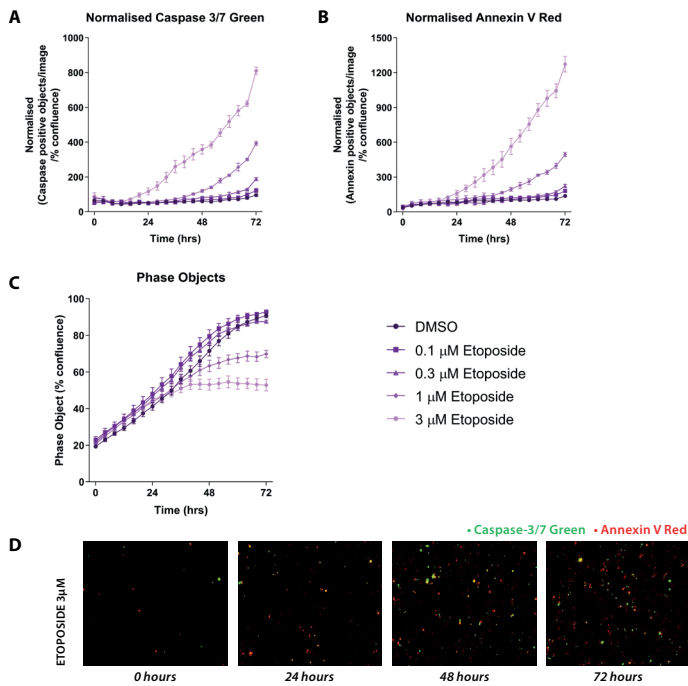 A
Normalised Caspase 3/7 Green
Normalised
(Caspase positive objects/image
/% confluence)
1000
800
600
400
200
0
0
24
48
72
Time (hrs)
B
Normalised Annexin V Red
Normalised
(Annexin positive objects/image
/% confluence)
1500
1200
900
600
300
0
0
24
48
72
Time (hrs)
C
Phase Objects
Phase Object (% confluence)
100
80
60
40
20
0
0
24
48
72
Time (hrs)
DMSO
0.1 μM Etoposide
0.3 μM Etoposide
1 μM Etoposide
3 μM Etoposide
D
• Caspase-3/7 Green • Annexin V Red
ETOPOSIDE 3μM
0 hours
24 hours
48 hours
72 hours